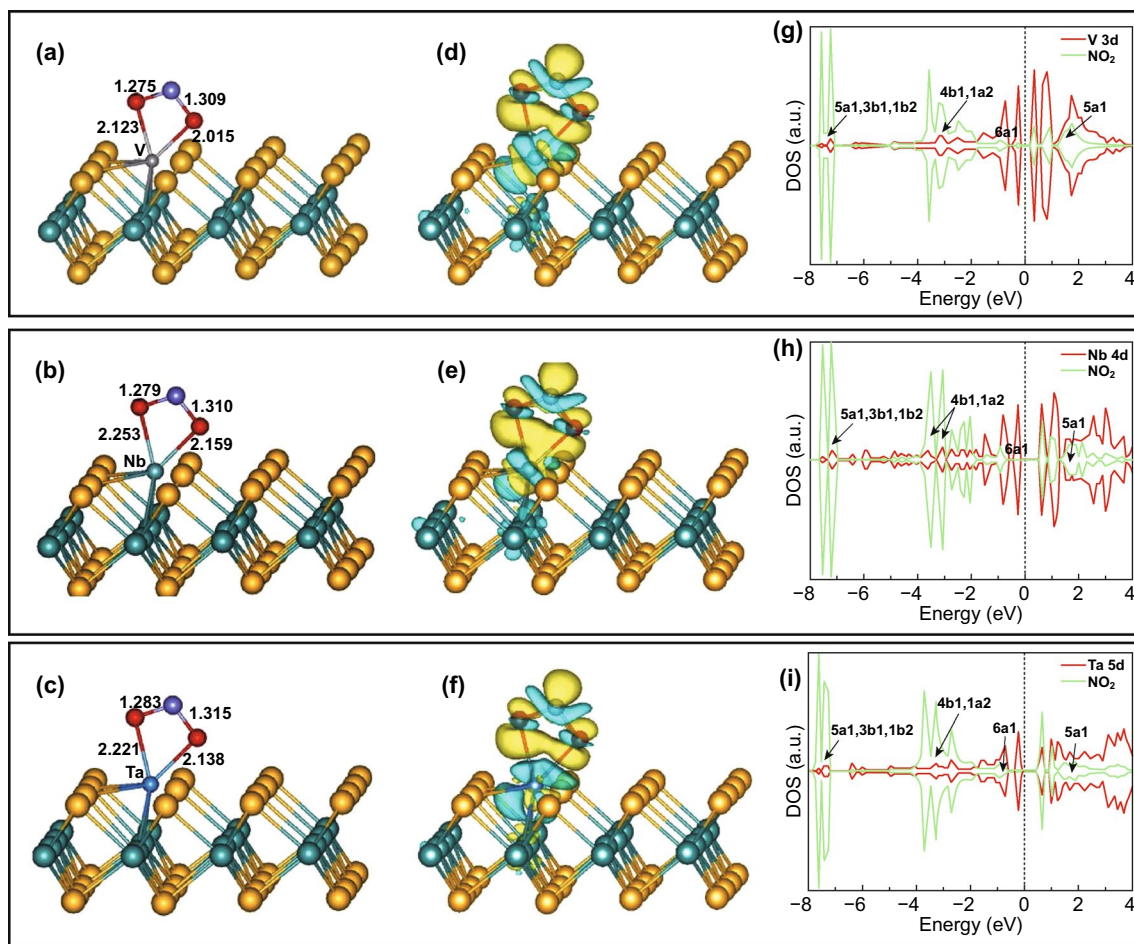 (a)
1.275
1.309
2.123
2.015
V
(d)
(g)
V 3d
NO₂
5a1,3b1,1b2
4b1,1a2
6a1
5a1
DOS (a.u.)
−8 −6 −4 −2 0 2 4
Energy (eV)
(b)
1.279
1.310
2.253
2.159
Nb
(e)
(h)
Nb 4d
NO₂
5a1,3b1,1b2
4b1,1a2
6a1
5a1
DOS (a.u.)
−8 −6 −4 −2 0 2 4
Energy (eV)
(c)
1.283
1.315
2.221
2.138
Ta
(f)
(i)
Ta 5d
NO₂
5a1,3b1,1b2
4b1,1a2
6a1
5a1
DOS (a.u.)
−8 −6 −4 −2 0 2 4
Energy (eV)